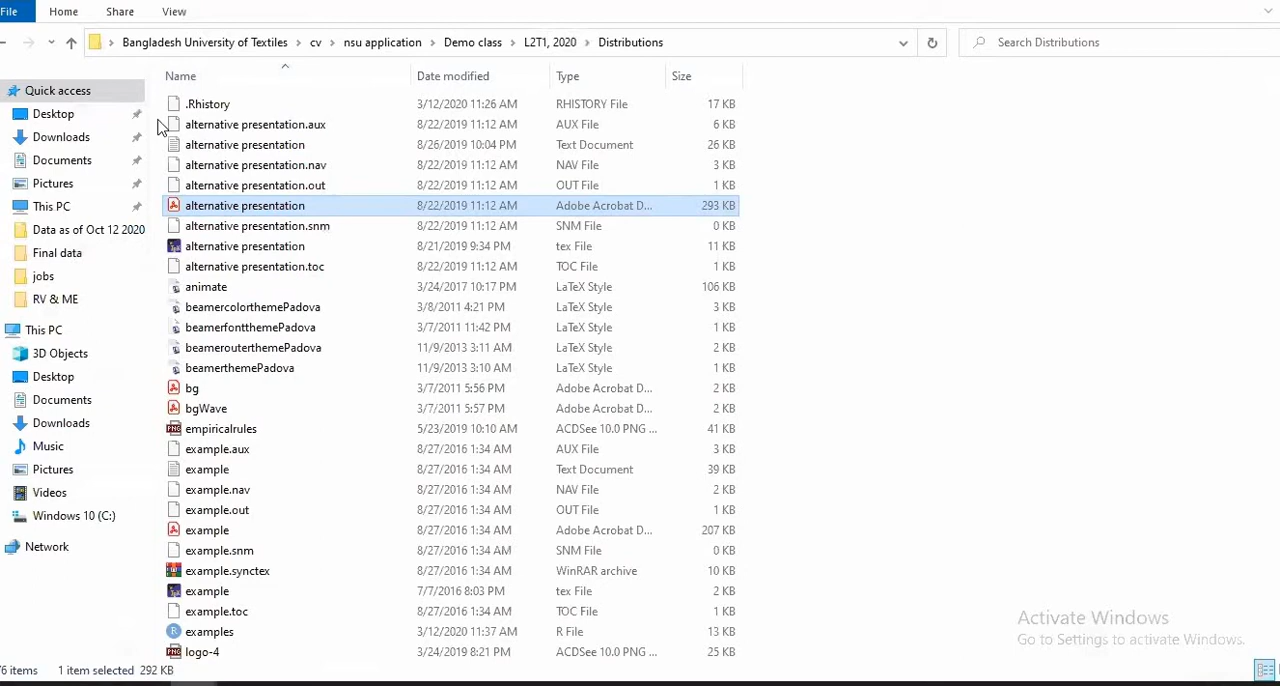 File Home Share View
Bangladesh University of Textiles > cv > nsu application > Demo class > L2T1, 2020 > Distributions Search Distributions
Name Date modified Type Size
Quick access
Desktop
Downloads
Documents
Pictures
This PC
Data as of Oct 12 2020
Final data
jobs
RV & ME
This PC
3D Objects
Desktop
Documents
Downloads
Music
Pictures
Videos
Windows 10 (C:)
Network
.Rhistory 3/12/2020 11:26 AM RHISTORY File 17 KB
alternative presentation.aux 8/22/2019 11:12 AM AUX File 6 KB
alternative presentation 8/26/2019 10:04 PM Text Document 26 KB
alternative presentation.nav 8/22/2019 11:12 AM NAV File 3 KB
alternative presentation.out 8/22/2019 11:12 AM OUT File 1 KB
alternative presentation 8/22/2019 11:12 AM Adobe Acrobat D... 293 KB
alternative presentation.snm 8/22/2019 11:12 AM SNM File 0 KB
alternative presentation 8/21/2019 9:34 PM tex File 11 KB
alternative presentation.toc 8/22/2019 11:12 AM TOC File 1 KB
animate 3/24/2017 10:17 PM LaTeX Style 106 KB
beamercolorthemePadova 3/8/2011 4:21 PM LaTeX Style 3 KB
beamerfontthemePadova 3/7/2011 11:42 PM LaTeX Style 1 KB
beamerouterthemePadova 11/9/2013 3:11 AM LaTeX Style 2 KB
beamerthemePadova 11/9/2013 3:10 AM LaTeX Style 1 KB
bg 3/7/2011 5:56 PM Adobe Acrobat D... 2 KB
bgWave 3/7/2011 5:57 PM Adobe Acrobat D... 2 KB
empiricalrules 5/23/2019 10:10 AM ACDSee 10.0 PNG ... 41 KB
example.aux 8/27/2016 1:34 AM AUX File 3 KB
example 8/27/2016 1:34 AM Text Document 39 KB
example.nav 8/27/2016 1:34 AM NAV File 2 KB
example.out 8/27/2016 1:34 AM OUT File 1 KB
example 8/27/2016 1:34 AM Adobe Acrobat D... 207 KB
example.snm 8/27/2016 1:34 AM SNM File 0 KB
example.synctex 8/27/2016 1:34 AM WinRAR archive 10 KB
example 7/7/2016 8:03 PM tex File 2 KB
example.toc 8/27/2016 1:34 AM TOC File 1 KB
examples 3/12/2020 11:37 AM R File 13 KB
logo-4 3/24/2019 8:21 PM ACDSee 10.0 PNG ... 25 KB
Activate Windows
Go to Settings to activate Windows.
6 items 1 item selected 292 KB